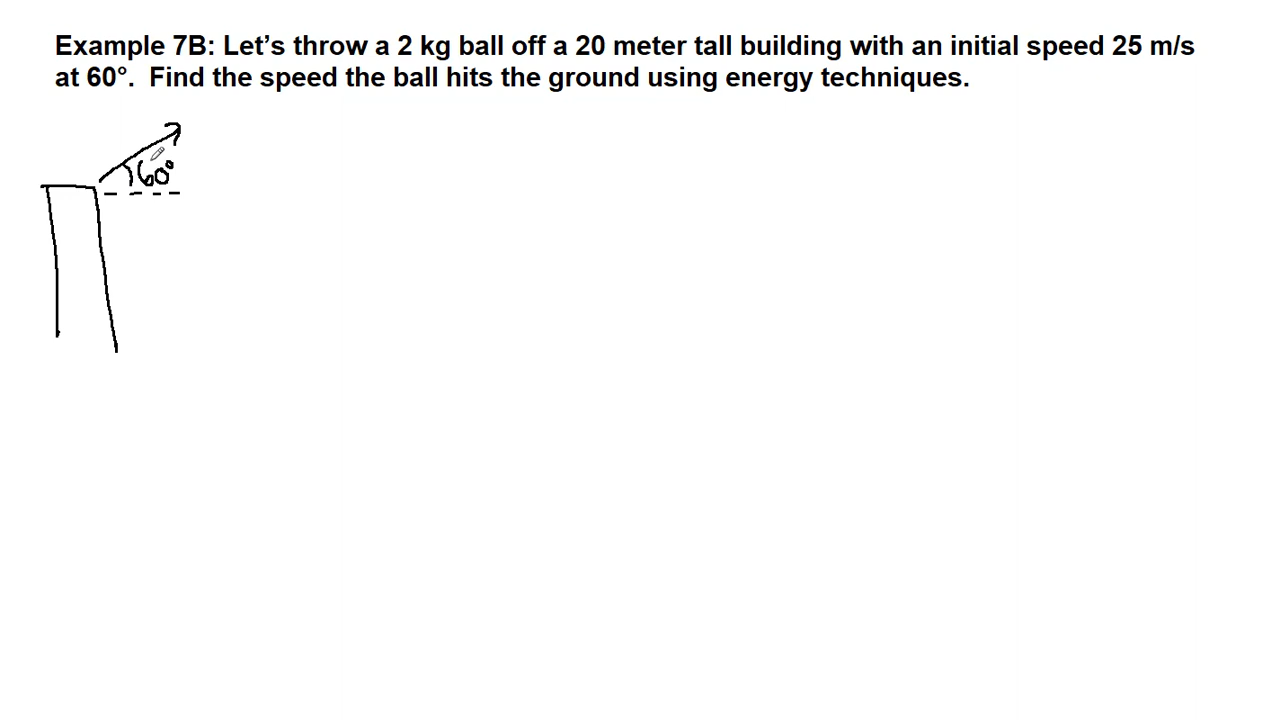 Example 7B: Let’s throw a 2 kg ball off a 20 meter tall building with an initial speed 25 m/s
at 60°.  Find the speed the ball hits the ground using energy techniques.
60°